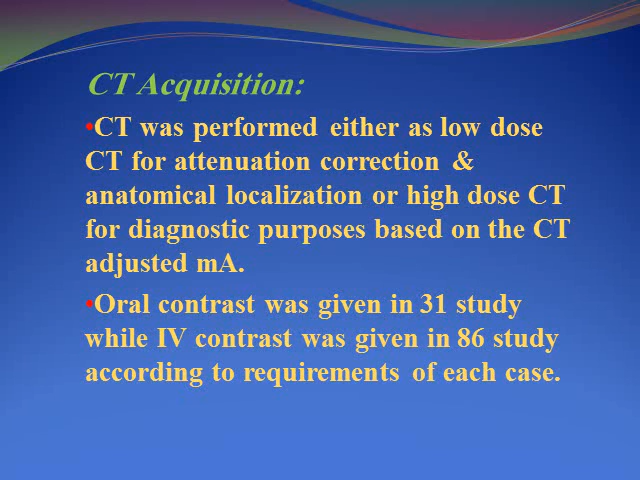 CT Acquisition:
•CT was performed either as low dose
CT for attenuation correction &
anatomical localization or high dose CT
for diagnostic purposes based on the CT
adjusted mA.
•Oral contrast was given in 31 study
while IV contrast was given in 86 study
according to requirements of each case.